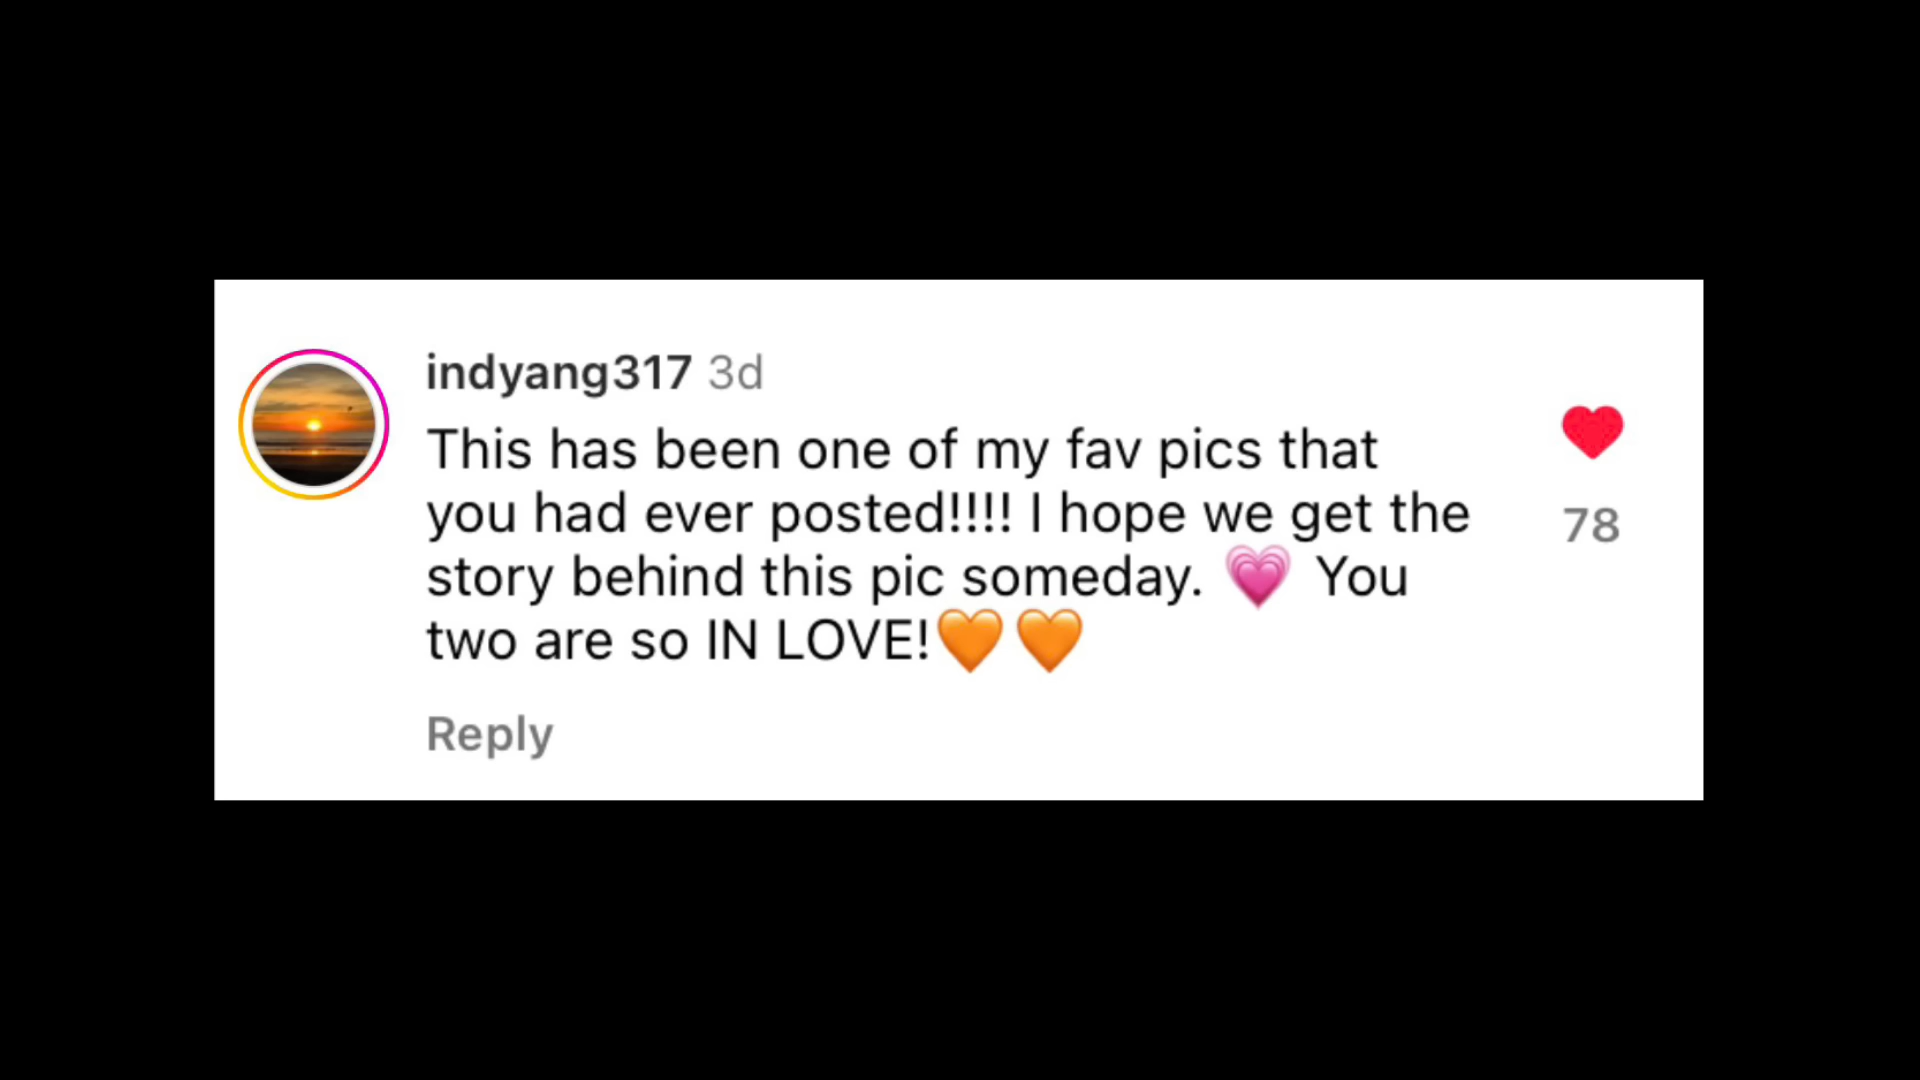 indyang317 3d
This has been one of my fav pics that
you had ever posted!!!! I hope we get the
story behind this pic someday. 💗 You
two are so IN LOVE!🧡🧡
78
Reply